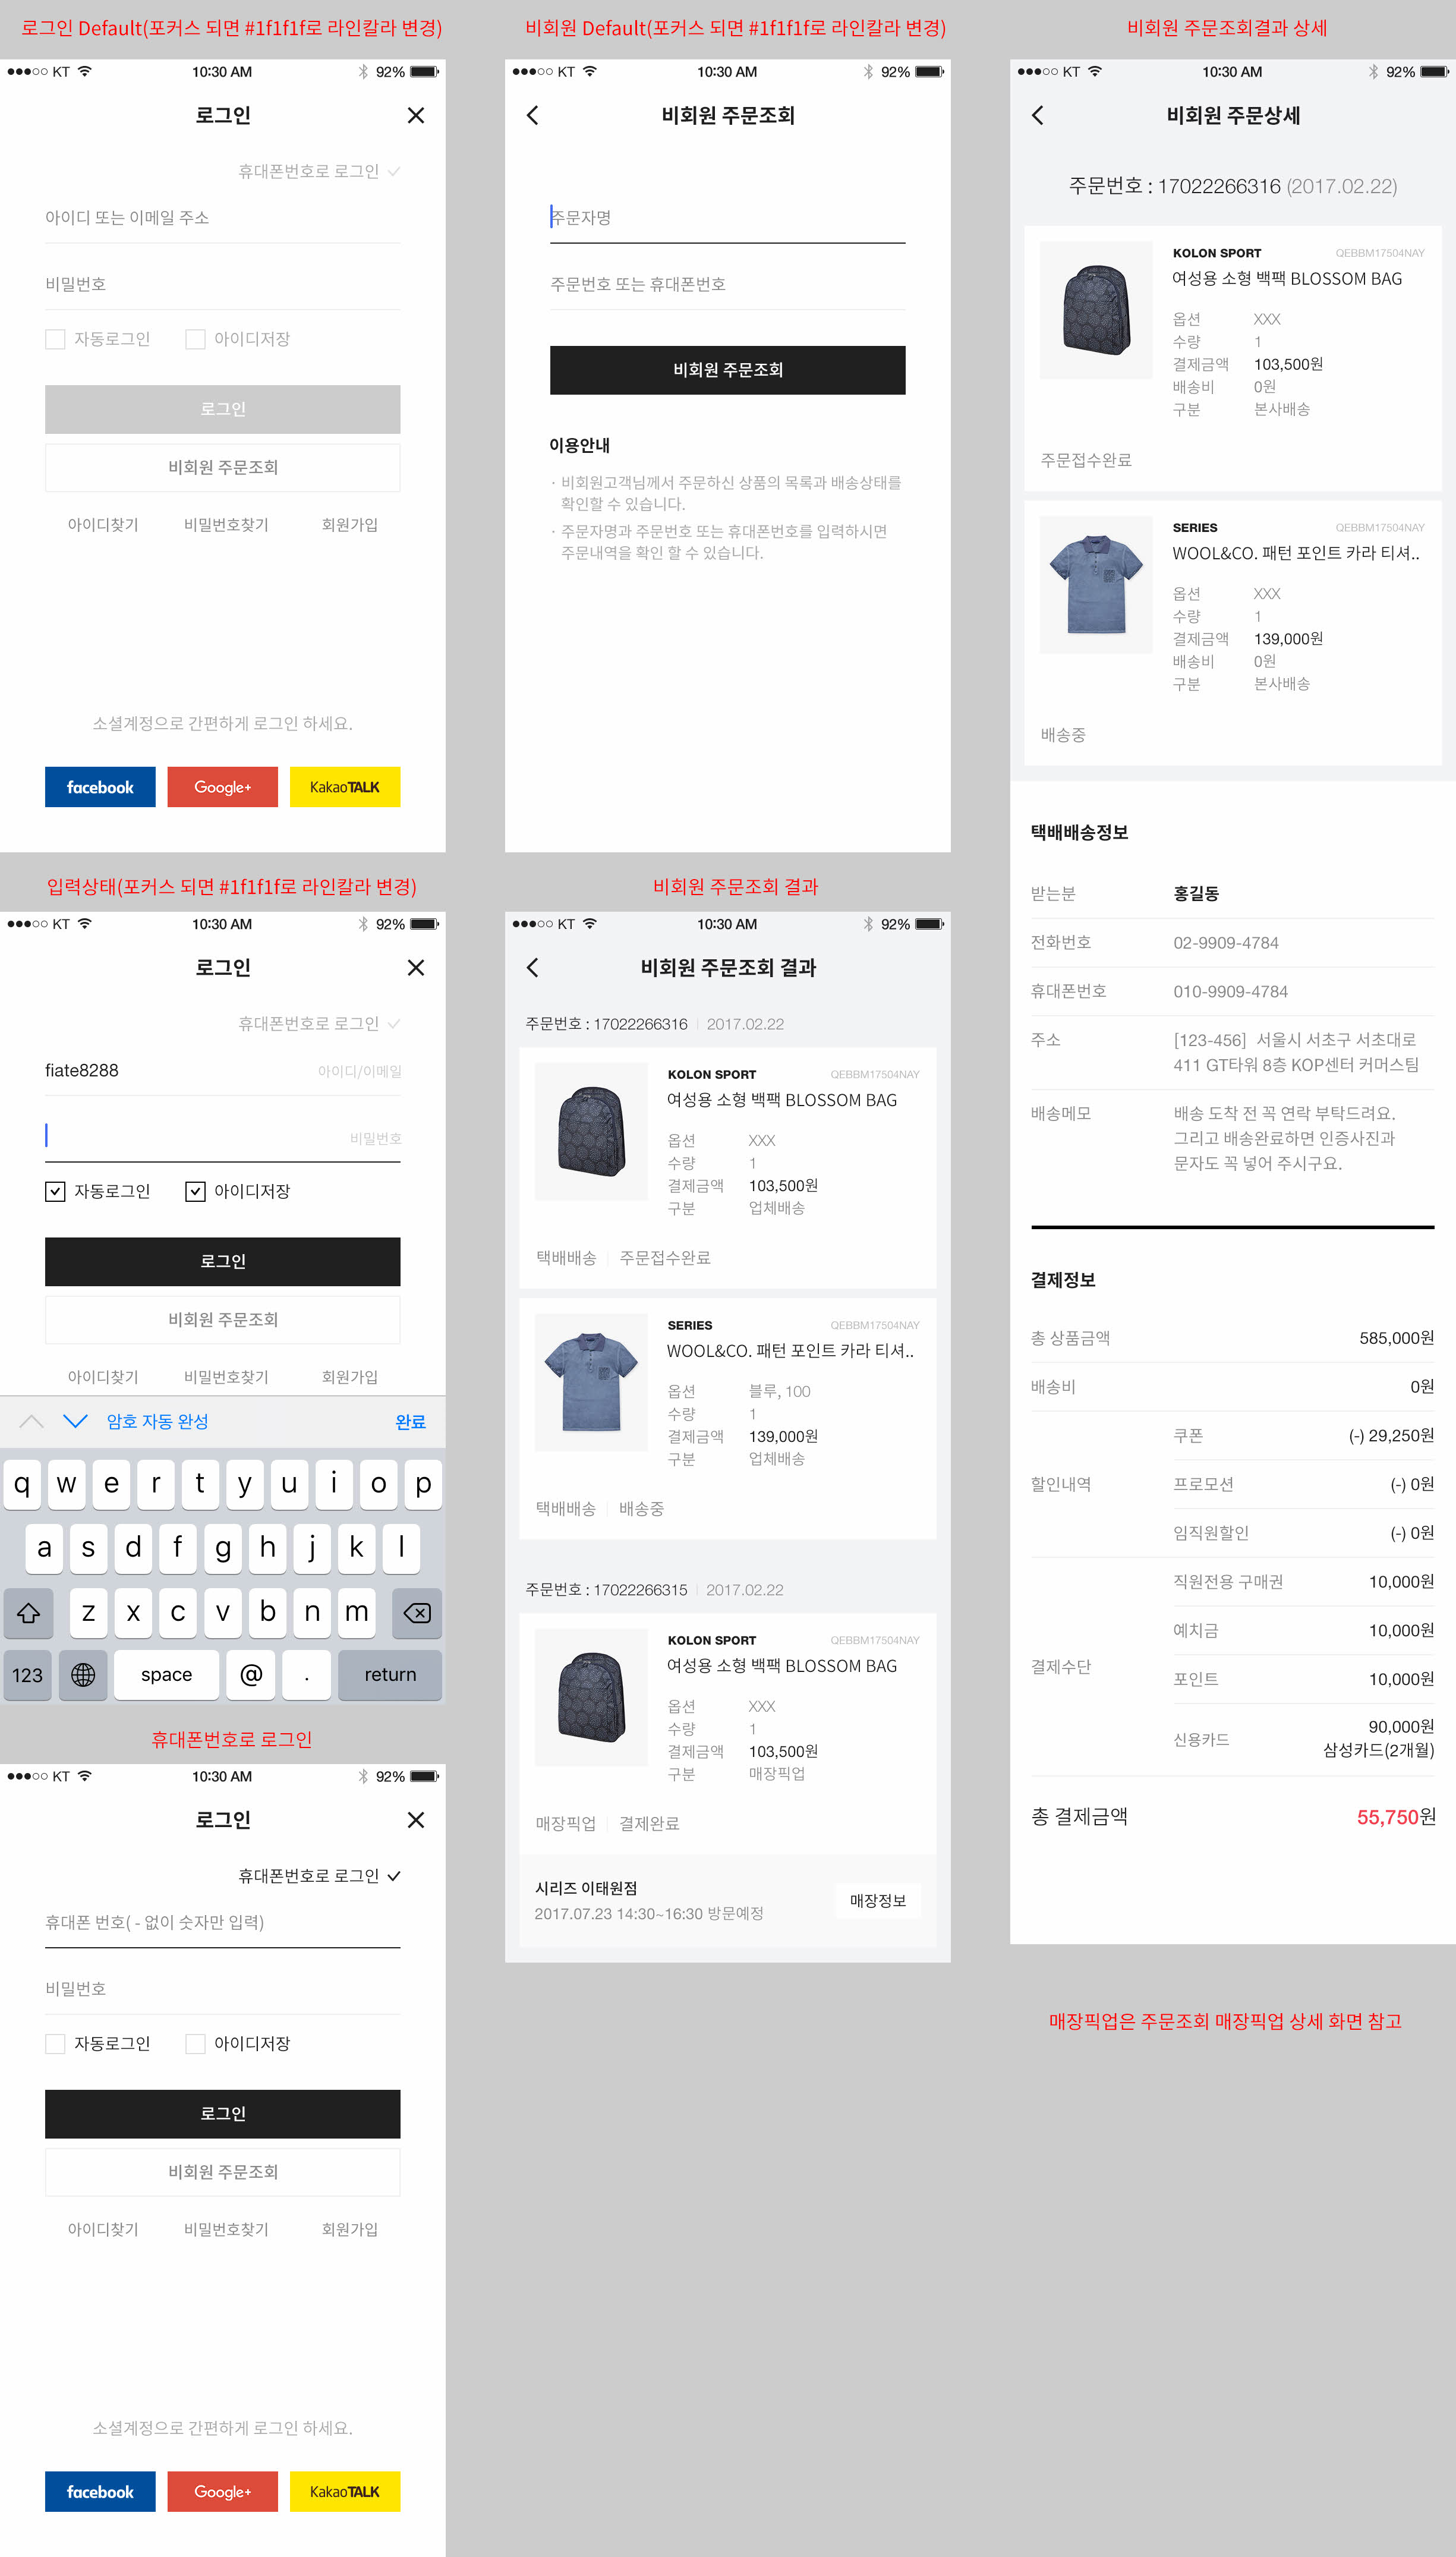 로그인 Default(포커스 되면 #1f1f1f로 라인칼라 변경)
KT 10:30 AM 92%
로그인
휴대폰번호로 로그인
아이디 또는 이메일 주소
비밀번호
자동로그인 아이디저장
로그인
비회원 주문조회
아이디찾기 비밀번호찾기 회원가입
소셜계정으로 간편하게 로그인 하세요.
facebook Google+ KakaoTALK
입력상태(포커스 되면 #1f1f1f로 라인칼라 변경)
KT 10:30 AM 92%
로그인
휴대폰번호로 로그인
fiate8288 아이디/이메일
비밀번호
자동로그인 아이디저장
로그인
비회원 주문조회
아이디찾기 비밀번호찾기 회원가입
암호 자동 완성 완료
q w e r t y u i o p
a s d f g h j k l
z x c v b n m
123 space @ . return
휴대폰번호로 로그인
KT 10:30 AM 92%
로그인
휴대폰번호로 로그인
휴대폰 번호( - 없이 숫자만 입력)
비밀번호
자동로그인 아이디저장
로그인
비회원 주문조회
아이디찾기 비밀번호찾기 회원가입
소셜계정으로 간편하게 로그인 하세요.
facebook Google+ KakaoTALK
비회원 Default(포커스 되면 #1f1f1f로 라인칼라 변경)
KT 10:30 AM 92%
비회원 주문조회
주문자명
주문번호 또는 휴대폰번호
비회원 주문조회
이용안내
· 비회원고객님께서 주문하신 상품의 목록과 배송상태를
확인할 수 있습니다.
· 주문자명과 주문번호 또는 휴대폰번호를 입력하시면
주문내역을 확인 할 수 있습니다.
비회원 주문조회 결과
KT 10:30 AM 92%
비회원 주문조회 결과
주문번호 : 17022266316 | 2017.02.22
KOLON SPORT QEBBM17504NAY
여성용 소형 백팩 BLOSSOM BAG
옵션 XXX
수량 1
결제금액 103,500원
구분 업체배송
택배배송 | 주문접수완료
SERIES QEBBM17504NAY
WOOL&CO. 패턴 포인트 카라 티셔..
옵션 블루, 100
수량 1
결제금액 139,000원
구분 업체배송
택배배송 | 배송중
주문번호 : 17022266315 | 2017.02.22
KOLON SPORT QEBBM17504NAY
여성용 소형 백팩 BLOSSOM BAG
옵션 XXX
수량 1
결제금액 103,500원
구분 매장픽업
매장픽업 | 결제완료
시리즈 이태원점
2017.07.23 14:30~16:30 방문예정
매장정보
비회원 주문조회결과 상세
KT 10:30 AM 92%
비회원 주문상세
주문번호 : 17022266316 (2017.02.22)
KOLON SPORT QEBBM17504NAY
여성용 소형 백팩 BLOSSOM BAG
옵션 XXX
수량 1
결제금액 103,500원
배송비 0원
구분 본사배송
주문접수완료
SERIES QEBBM17504NAY
WOOL&CO. 패턴 포인트 카라 티셔..
옵션 XXX
수량 1
결제금액 139,000원
배송비 0원
구분 본사배송
배송중
택배배송정보
받는분 홍길동
전화번호 02-9909-4784
휴대폰번호 010-9909-4784
주소 [123-456] 서울시 서초구 서초대로
411 GT타워 8층 KOP센터 커머스팀
배송메모 배송 도착 전 꼭 연락 부탁드려요.
그리고 배송완료하면 인증사진과
문자도 꼭 넣어 주시구요.
결제정보
총 상품금액 585,000원
배송비 0원
쿠폰 (-) 29,250원
할인내역 프로모션 (-) 0원
임직원할인 (-) 0원
직원전용 구매권 10,000원
예치금 10,000원
결제수단
포인트 10,000원
신용카드 90,000원
삼성카드(2개월)
총 결제금액 55,750원
매장픽업은 주문조회 매장픽업 상세 화면 참고